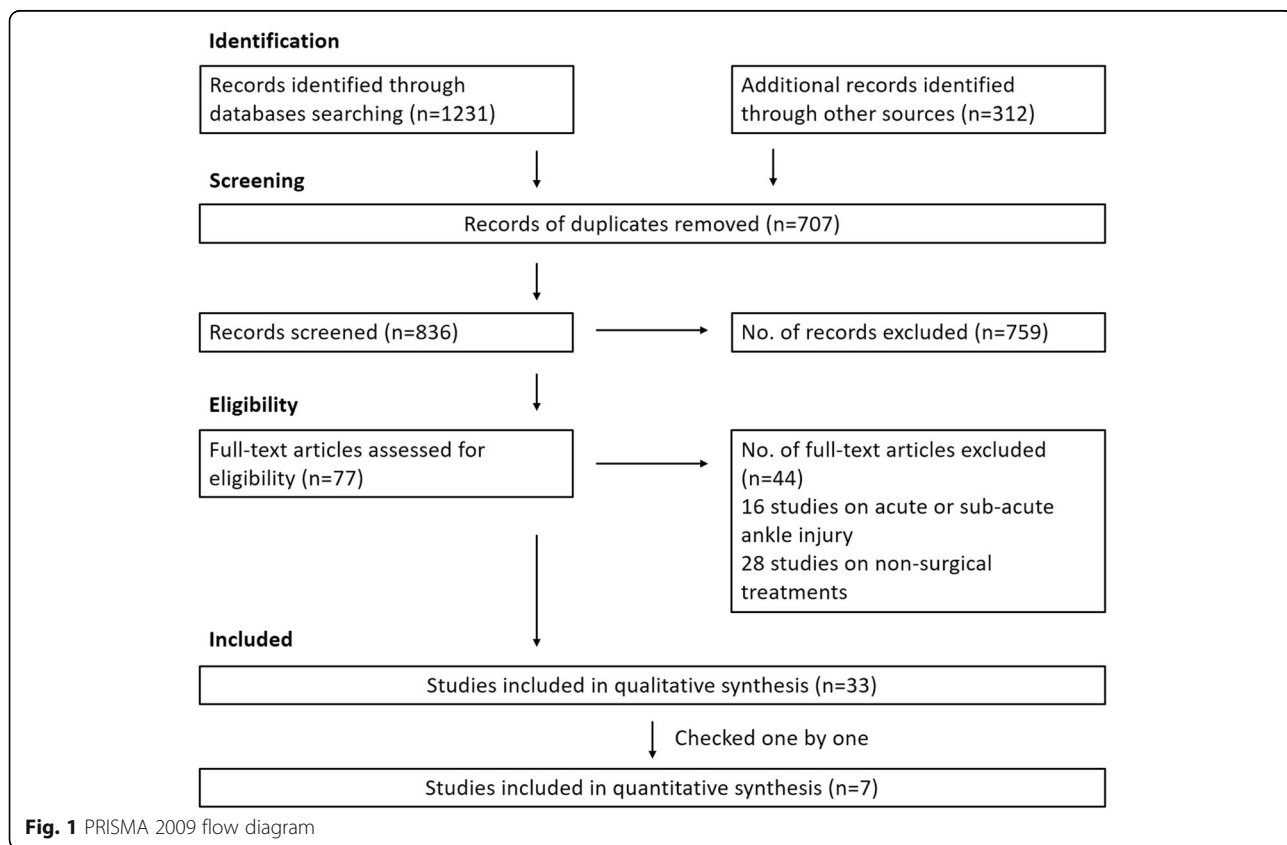 Identification
Records identified through
databases searching (n=1231)
Additional records identified
through other sources (n=312)
Screening
Records of duplicates removed (n=707)
Records screened (n=836)
No. of records excluded (n=759)
Eligibility
Full-text articles assessed for
eligibility (n=77)
No. of full-text articles excluded
(n=44)
16 studies on acute or sub-acute
ankle injury
28 studies on non-surgical
treatments
Included
Studies included in qualitative synthesis (n=33)
Checked one by one
Studies included in quantitative synthesis (n=7)
Fig. 1 PRISMA 2009 flow diagram